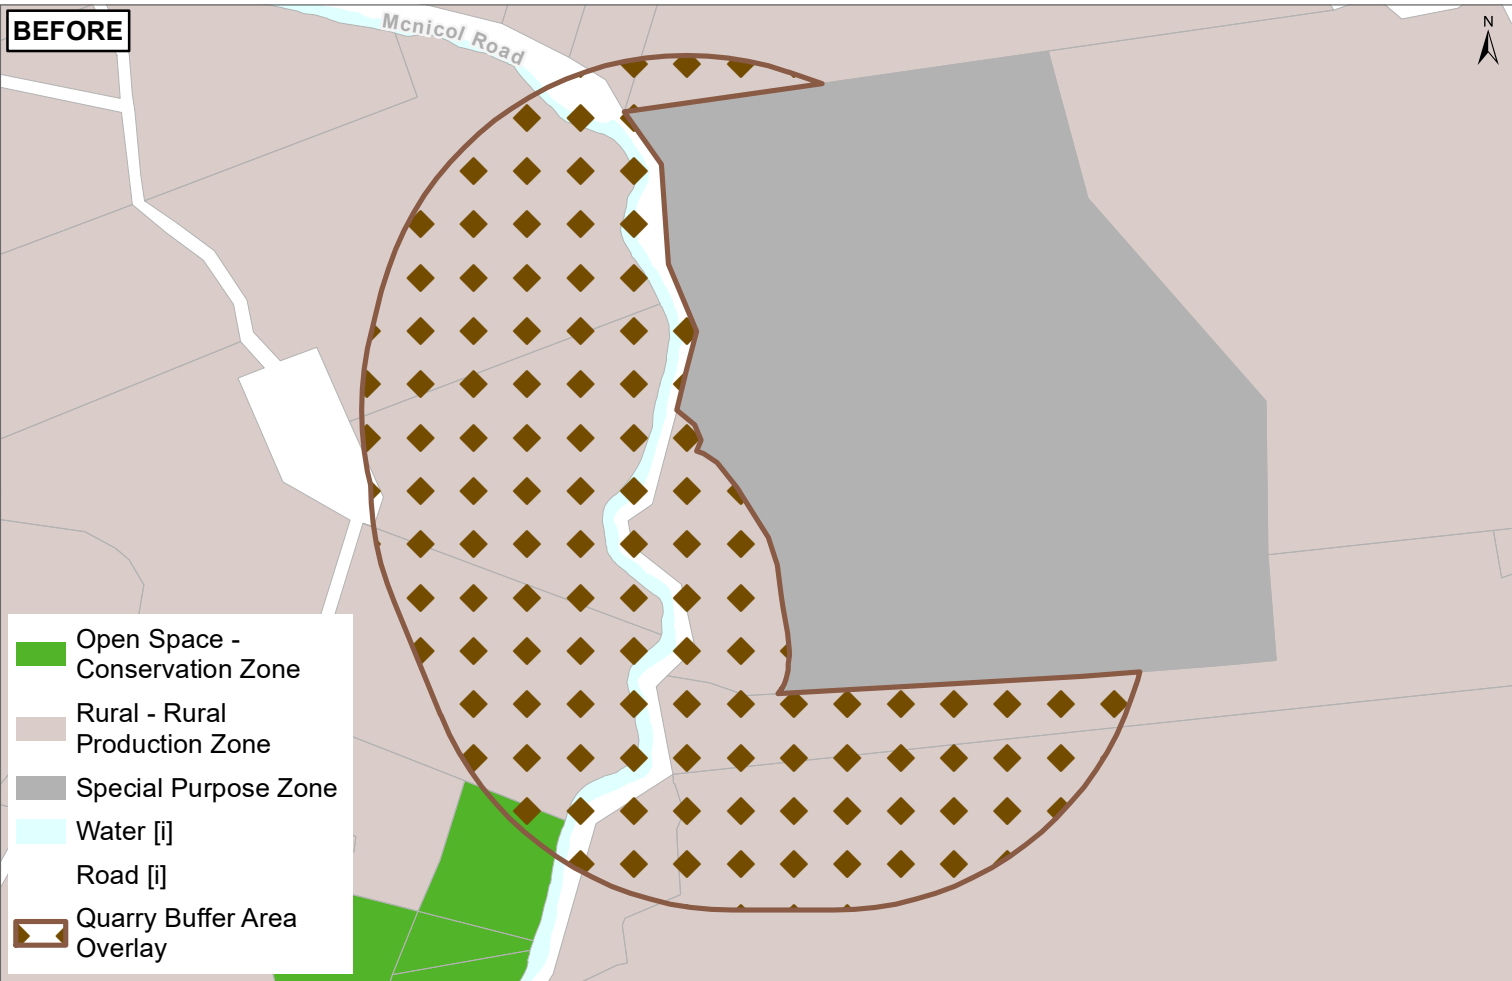 BEFORE
Mcnicol Road
N
Open Space -
Conservation Zone
Rural - Rural
Production Zone
Special Purpose Zone
Water [i]
Road [i]
Quarry Buffer Area
Overlay